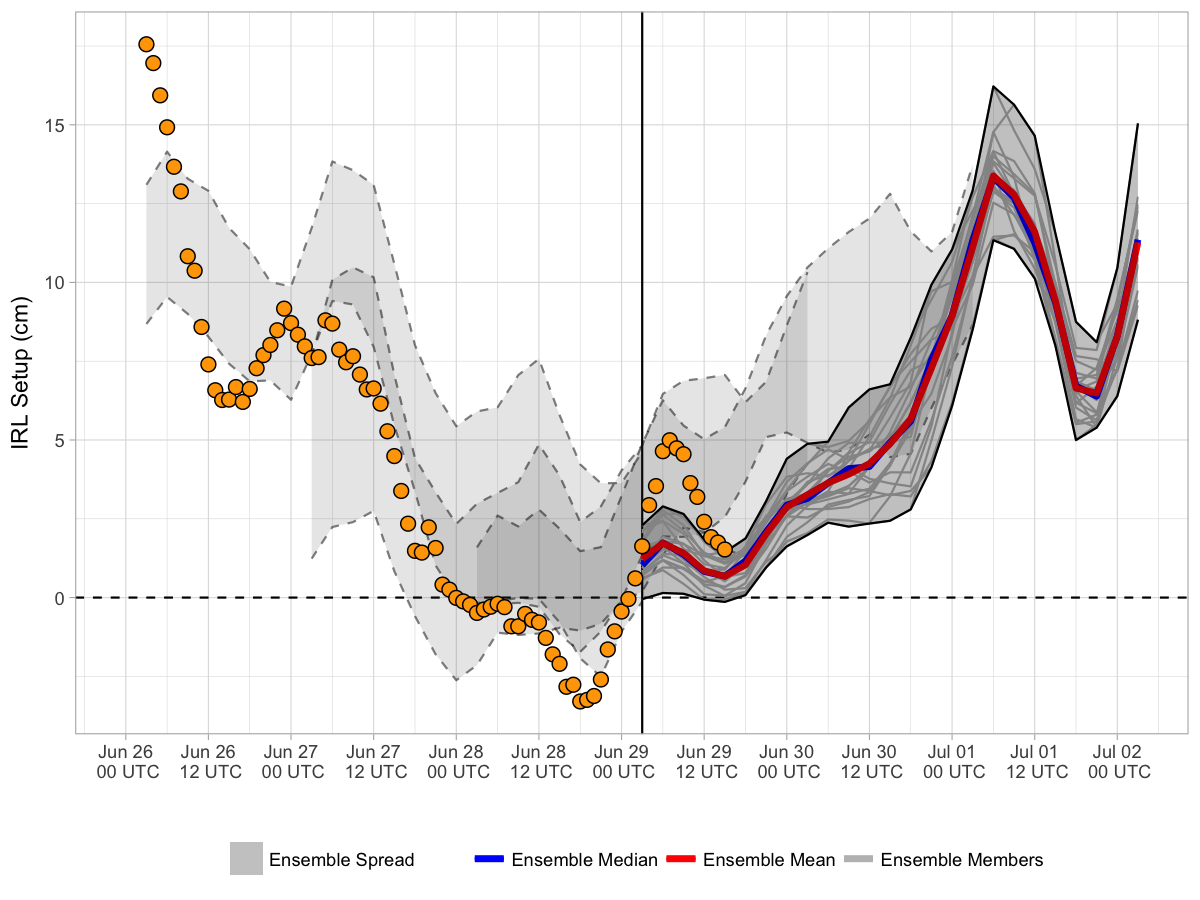 IRL Setup (cm)
15
10
5
0
Jun 26 Jun 26 Jun 27 Jun 27 Jun 28 Jun 28 Jun 29 Jun 29 Jun 30 Jun 30 Jul 01 Jul 01 Jul 02
00 UTC 12 UTC 00 UTC 12 UTC 00 UTC 12 UTC 00 UTC 12 UTC 00 UTC 12 UTC 00 UTC 12 UTC 00 UTC
Ensemble Spread Ensemble Median Ensemble Mean Ensemble Members